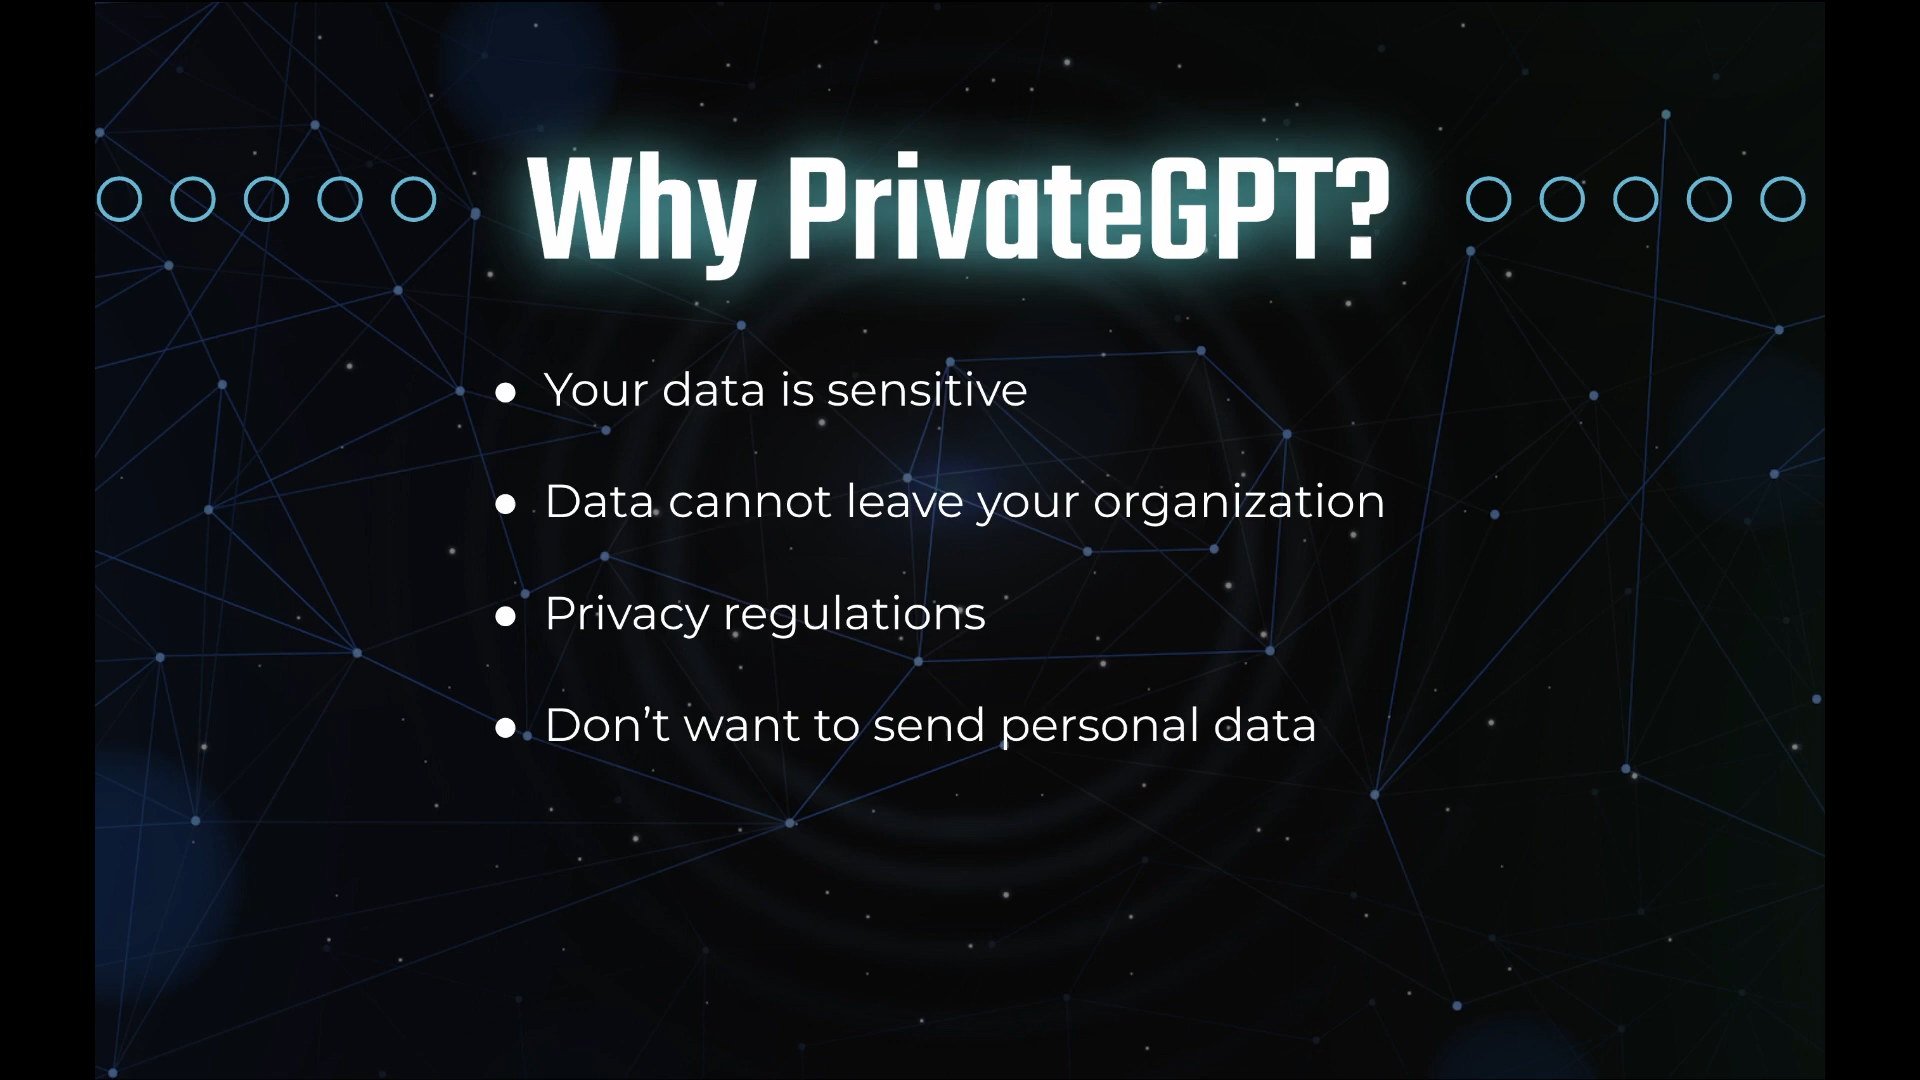 Why PrivateGPT?
● Your data is sensitive
● Data cannot leave your organization
● Privacy regulations
● Don’t want to send personal data